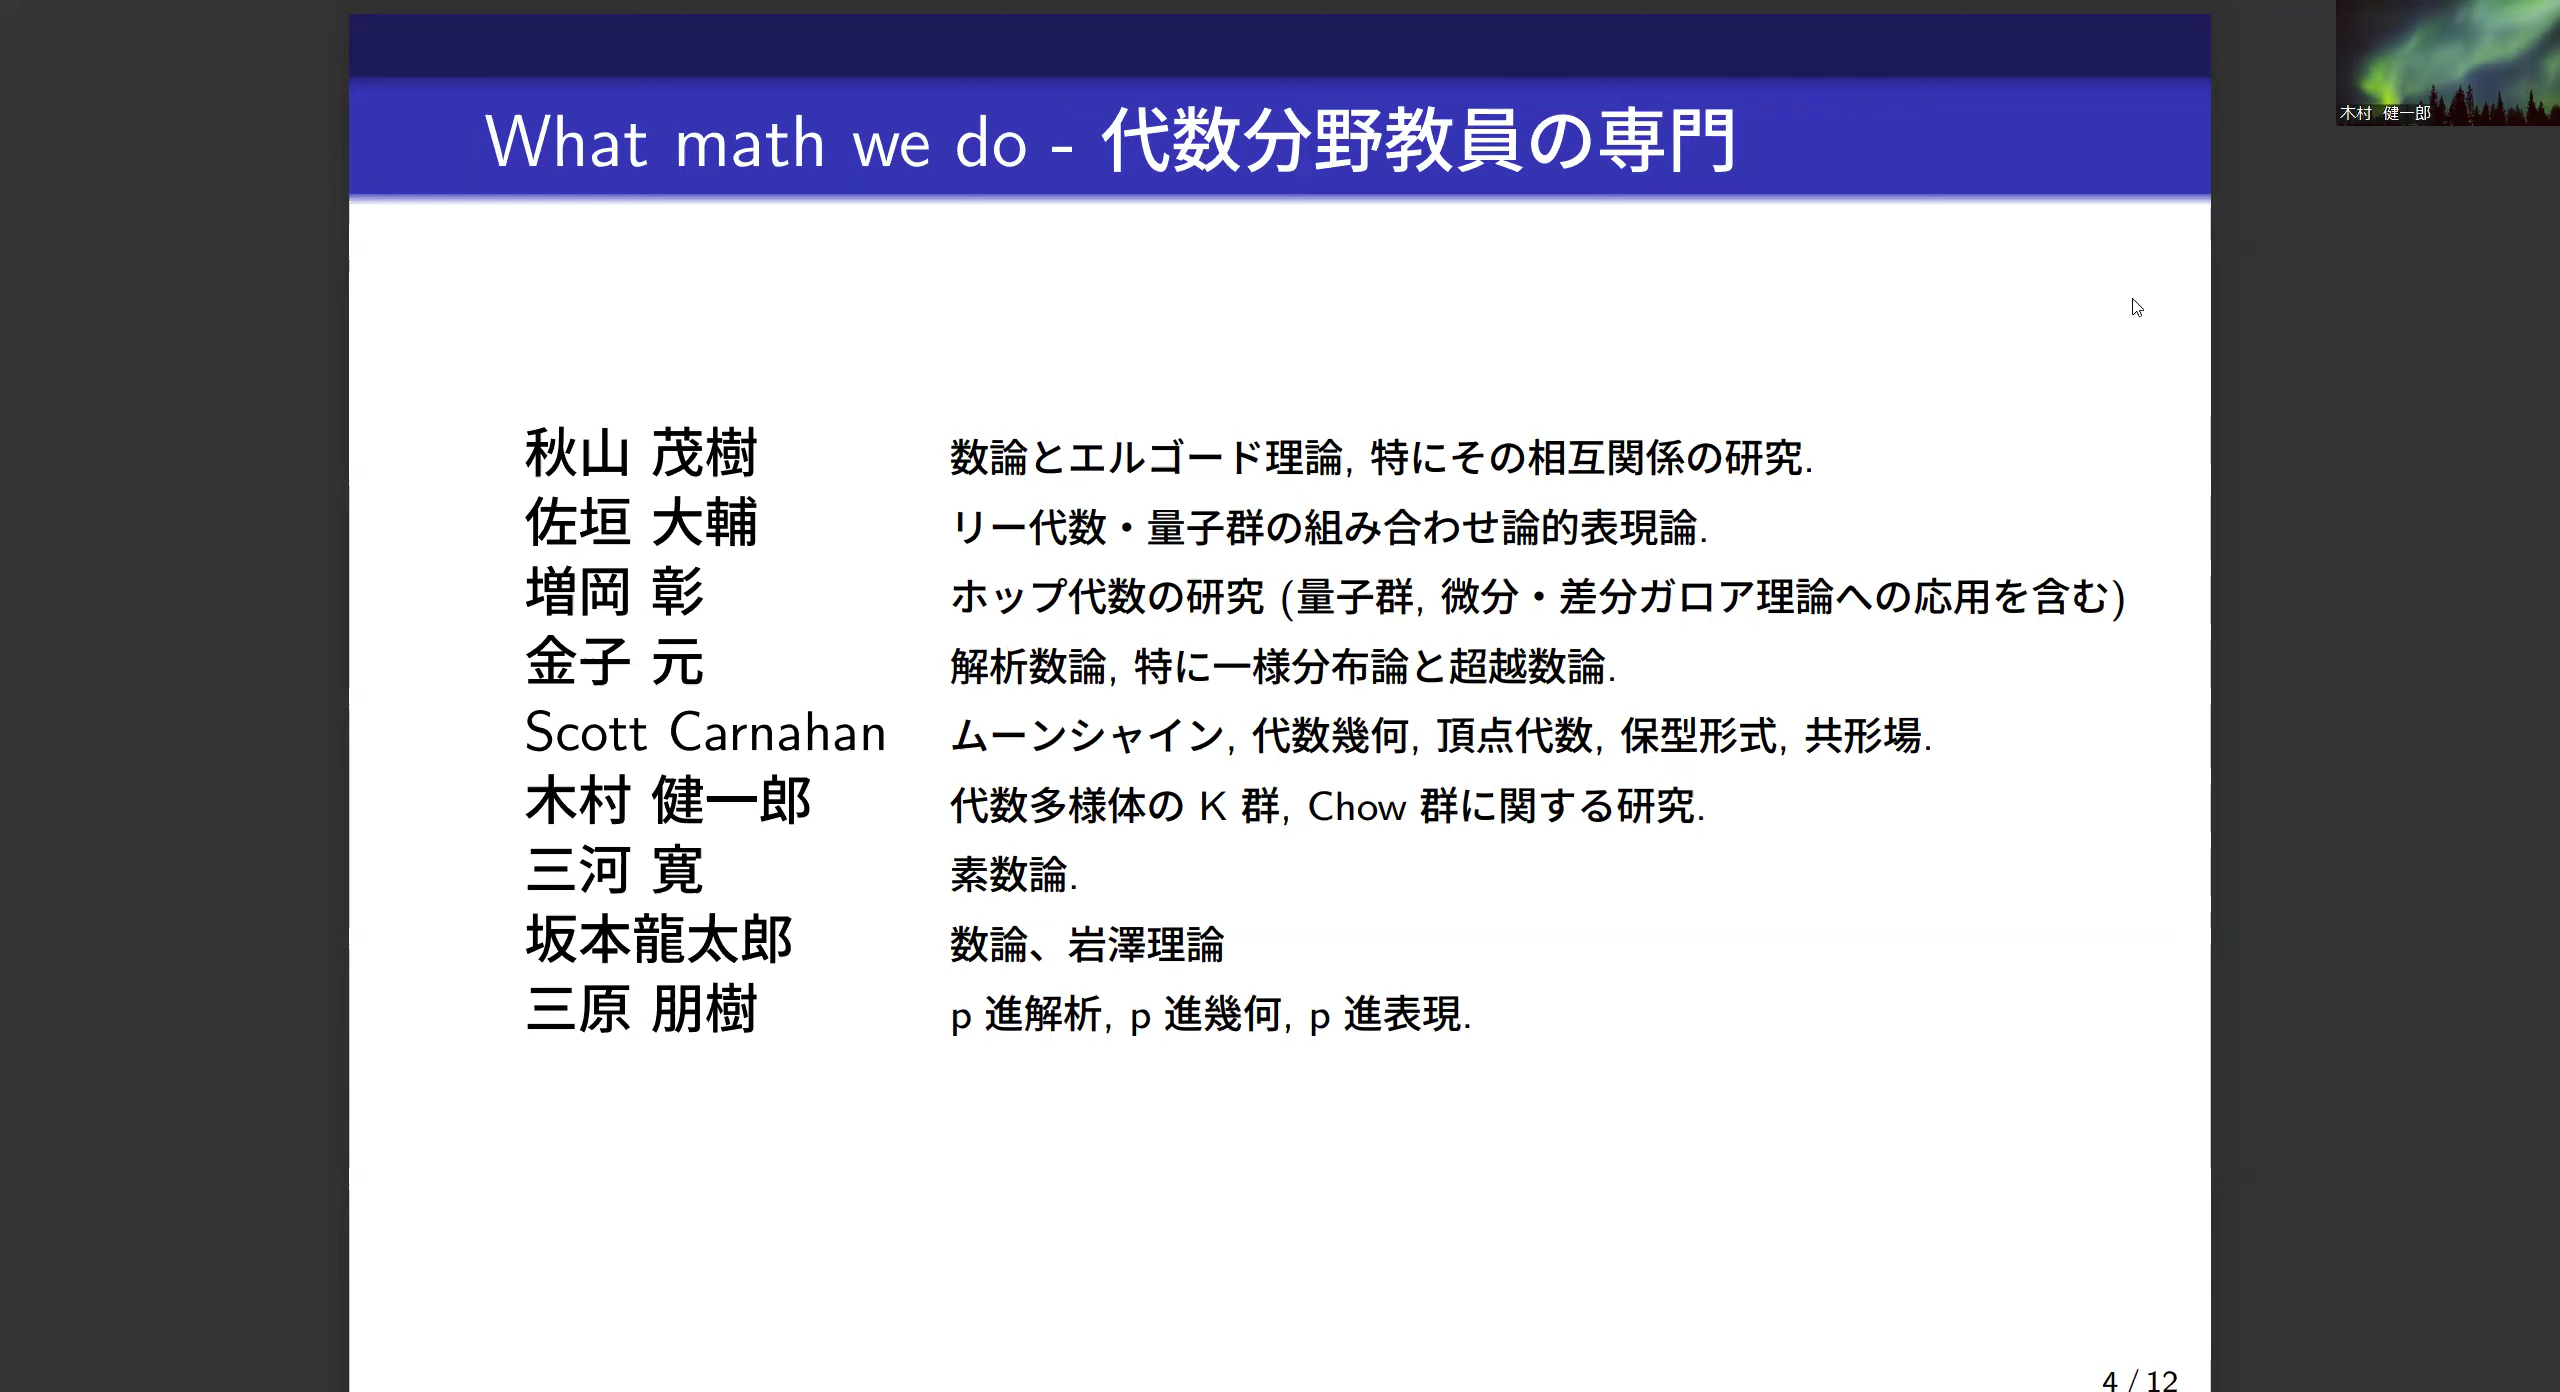 What math we do - 代数分野教員の専門
木村 健一郎
秋山 茂樹 数論とエルゴード理論, 特にその相互関係の研究.
佐垣 大輔 リー代数・量子群の組み合わせ論的表現論.
増岡 彰 ホップ代数の研究 (量子群, 微分・差分ガロア理論への応用を含む)
金子 元 解析数論, 特に一様分布論と超越数論.
Scott Carnahan ムーンシャイン, 代数幾何, 頂点代数, 保型形式, 共形場.
木村 健一郎 代数多様体の K 群, Chow 群に関する研究.
三河 寛 素数論.
坂本龍太郎 数論、岩澤理論
三原 朋樹 p 進解析, p 進幾何, p 進表現.
4 / 12